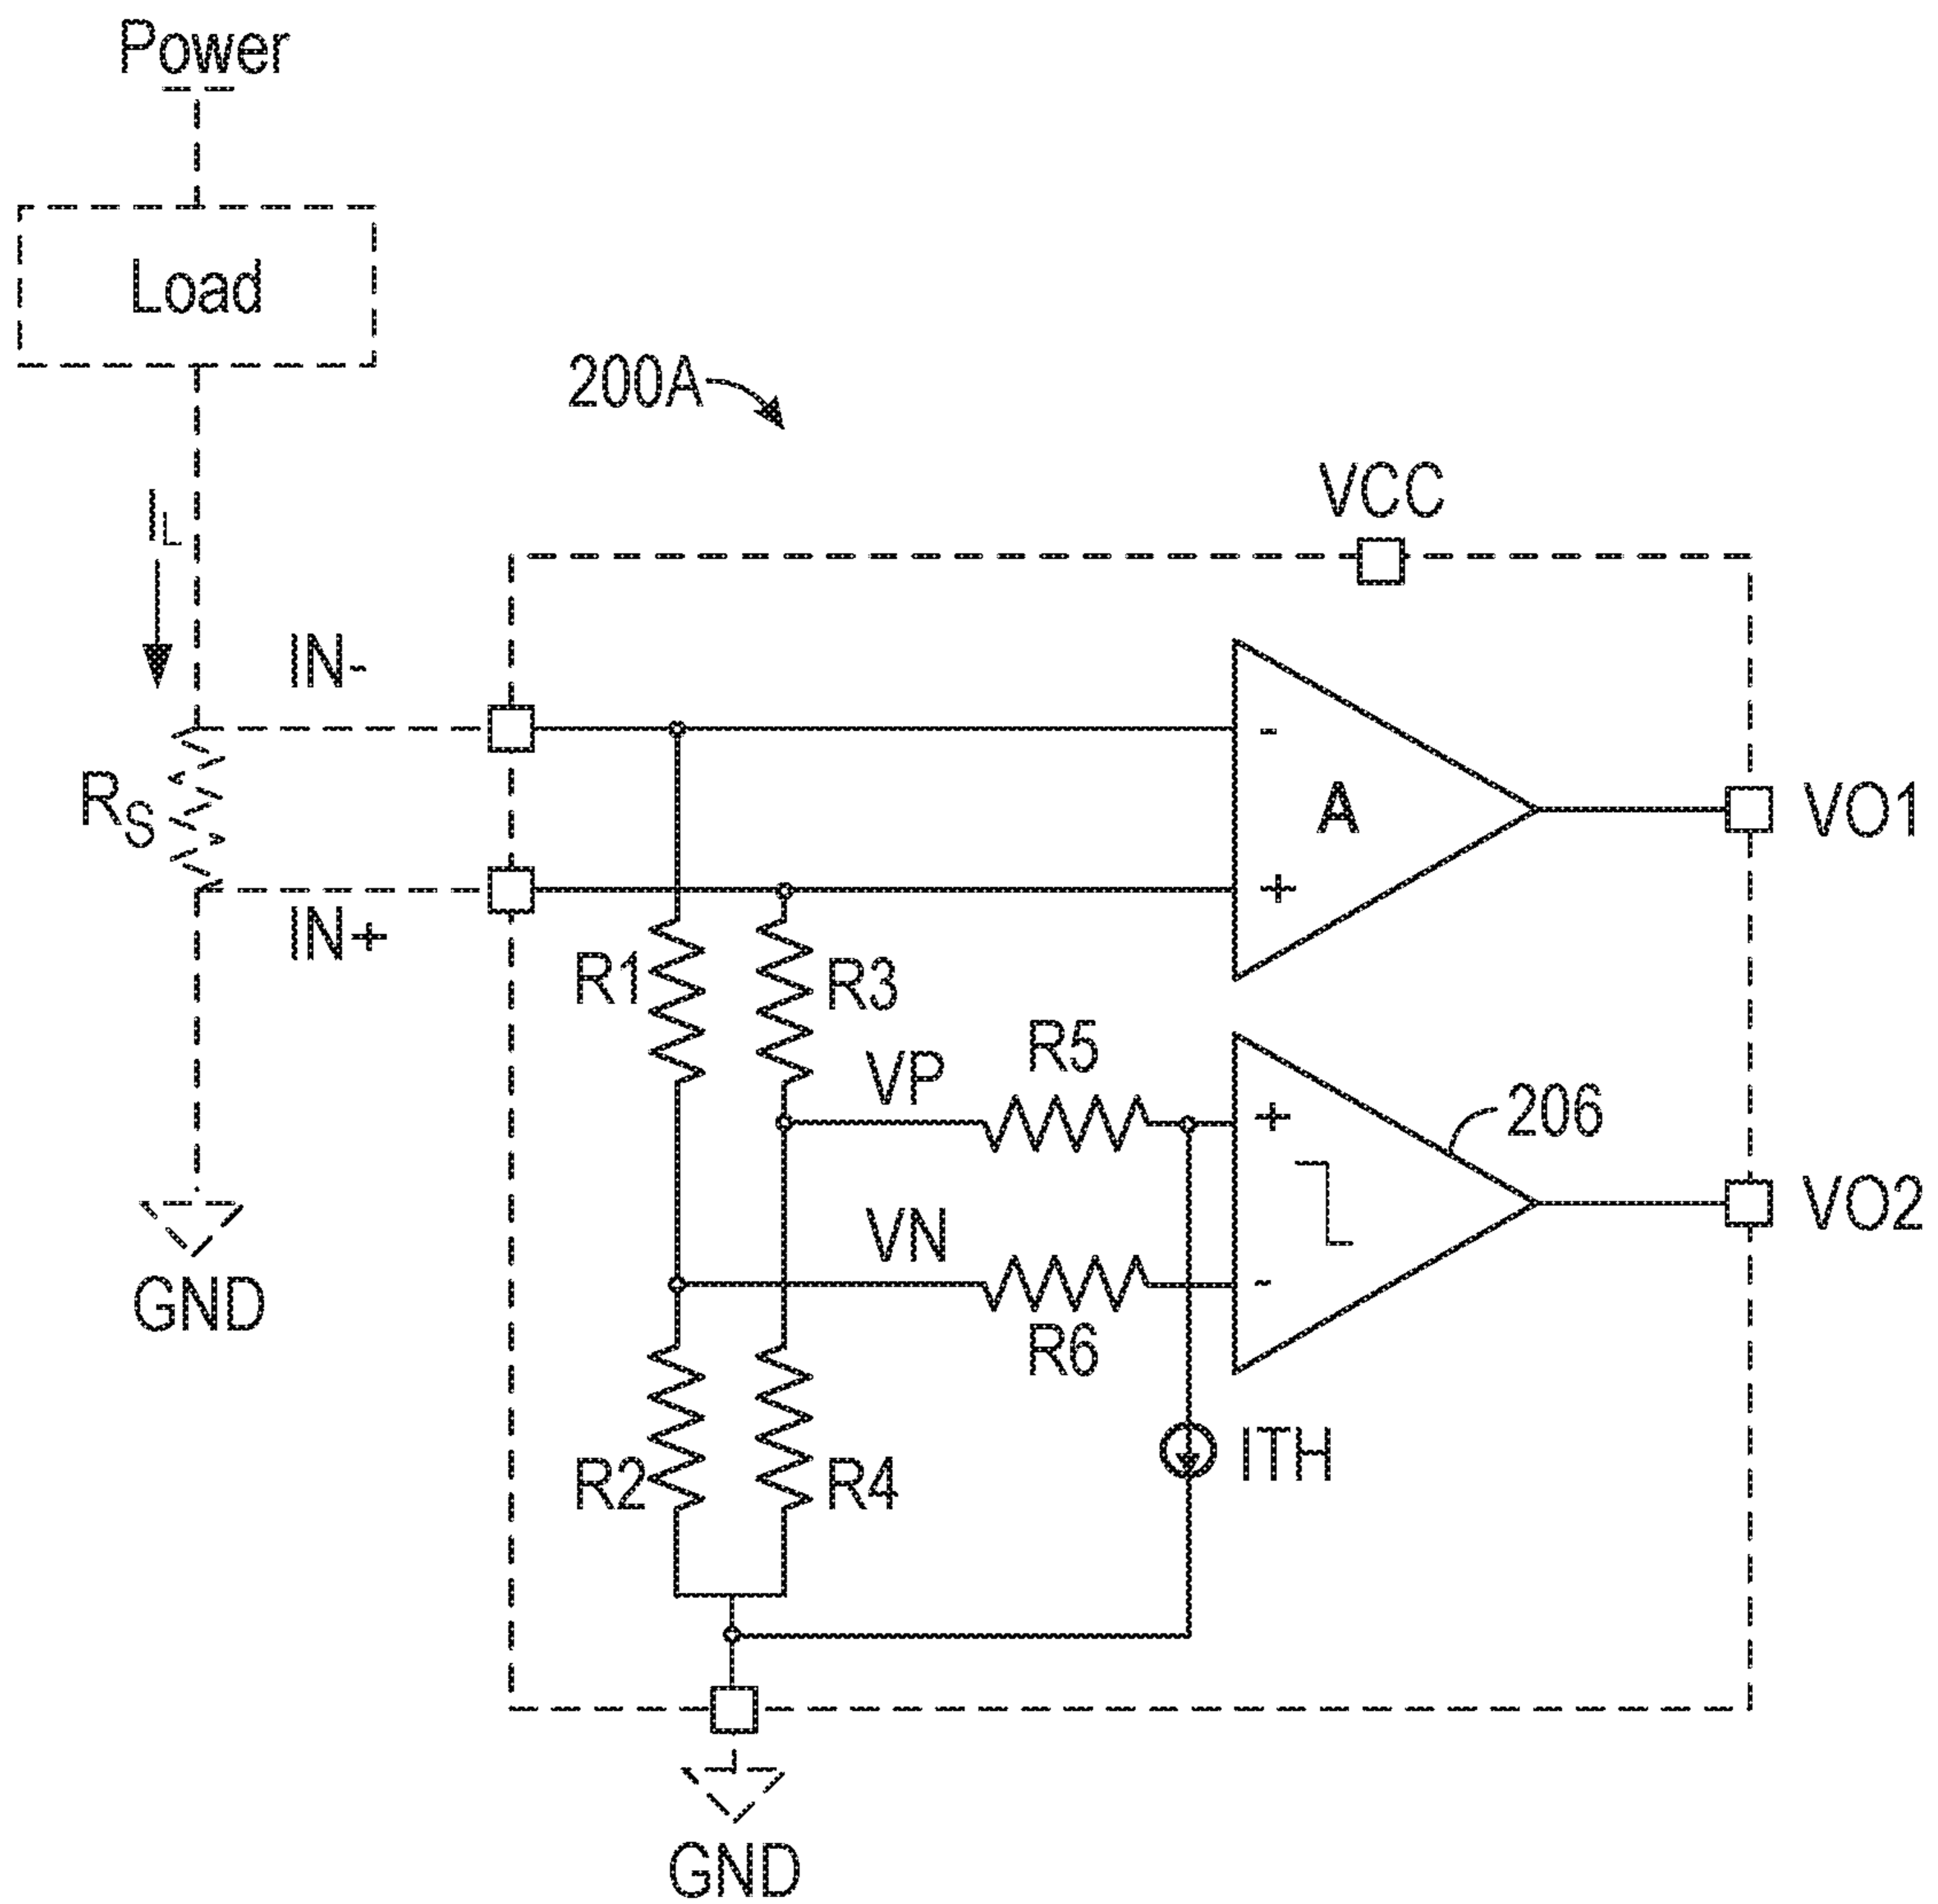 Power
Load
200A
VCC
IL
IN-
-
RS
A
VO1
+
IN+
R1
R3
R5
VP
+
206
VN
VO2
-
GND
R6
R2
R4
ITH
GND